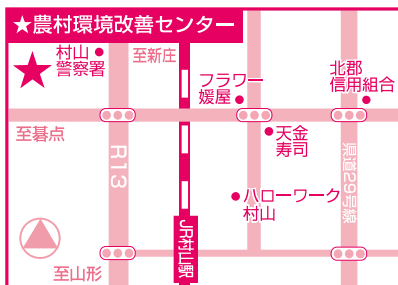 ★農村環境改善センター
村山
警察署
至新庄
フラワー
媛屋
北郡
信用組合
至碁点
天金
寿司
R13
県道29号線
ハローワーク
村山
JR村山駅
至山形